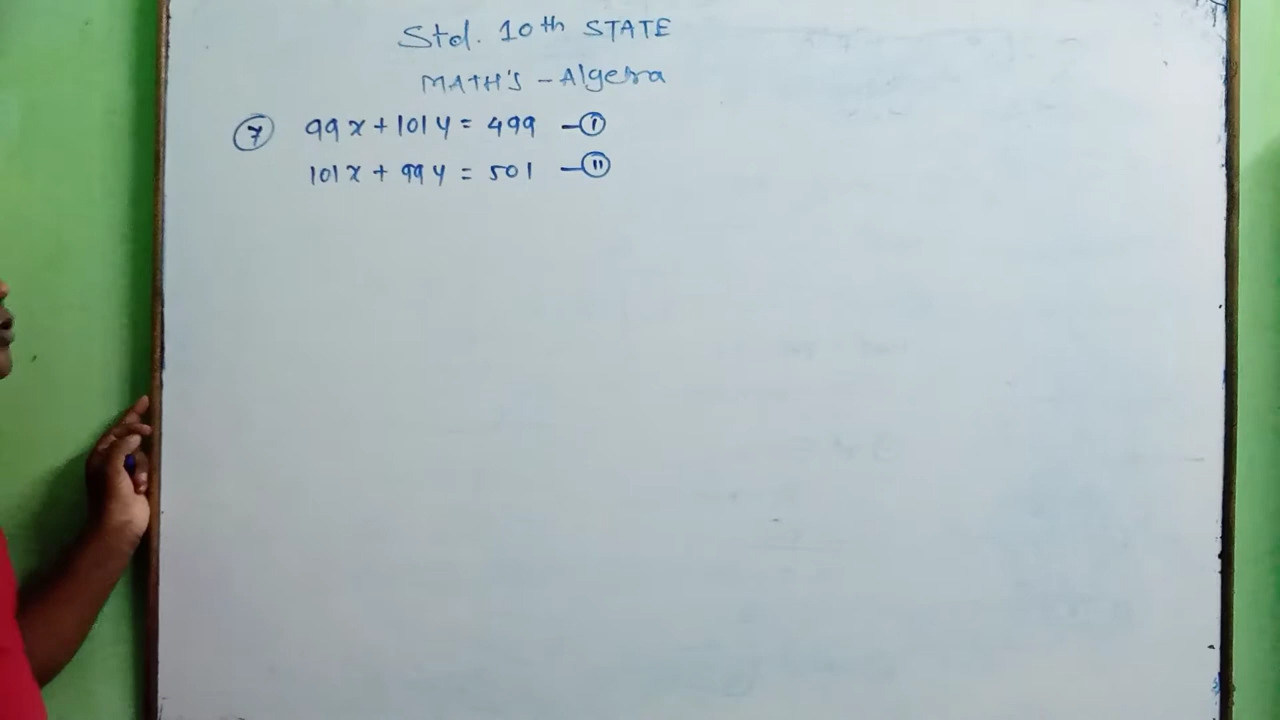 Std. 10th STATE
MATH'S - Algebra
7 99x + 101y = 499 — I
101x + 99y = 501 — II